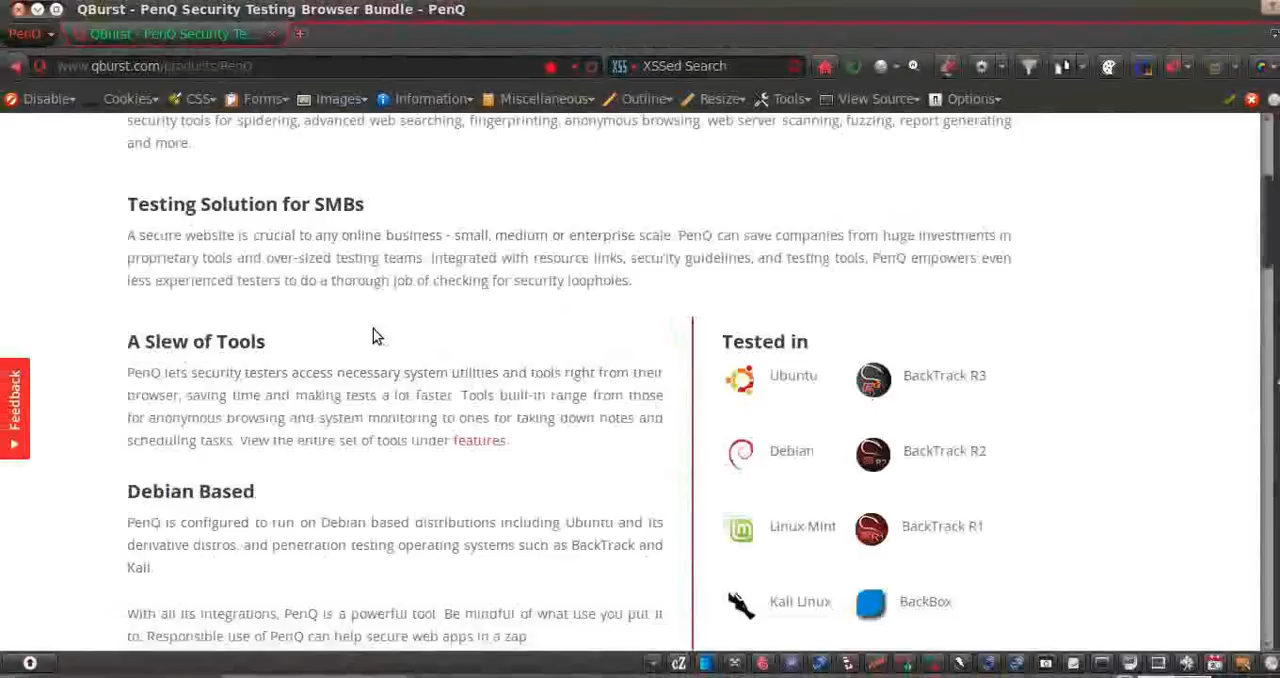 QBurst - PenQ Security Testing Browser Bundle - PenQ
PenQ
QBurst - PenQ Security Te...
www.qburst.com/products/PenQ
XSS
XSSed Search
Disable Cookies CSS Forms Images Information Miscellaneous Outline Resize Tools View Source Options
security tools for spidering, advanced web searching, fingerprinting, anonymous browsing, web server scanning, fuzzing, report generating
and more.
Testing Solution for SMBs
A secure website is crucial to any online business - small, medium or enterprise scale. PenQ can save companies from huge investments in
proprietary tools and over-sized testing teams. Integrated with resource links, security guidelines, and testing tools, PenQ empowers even
less experienced testers to do a thorough job of checking for security loopholes.
A Slew of Tools
PenQ lets security testers access necessary system utilities and tools right from their
browser, saving time and making tests a lot faster. Tools built-in range from those
for anonymous browsing and system monitoring to ones for taking down notes and
scheduling tasks. View the entire set of tools under features.
Debian Based
PenQ is configured to run on Debian based distributions including Ubuntu and its
derivative distros, and penetration testing operating systems such as BackTrack and
Kali.
With all its integrations, PenQ is a powerful tool. Be mindful of what use you put it
to. Responsible use of PenQ can help secure web apps in a zap.
Tested in
Ubuntu
BackTrack R3
Debian
BackTrack R2
Linux Mint
BackTrack R1
Kali Linux
BackBox
Feedback